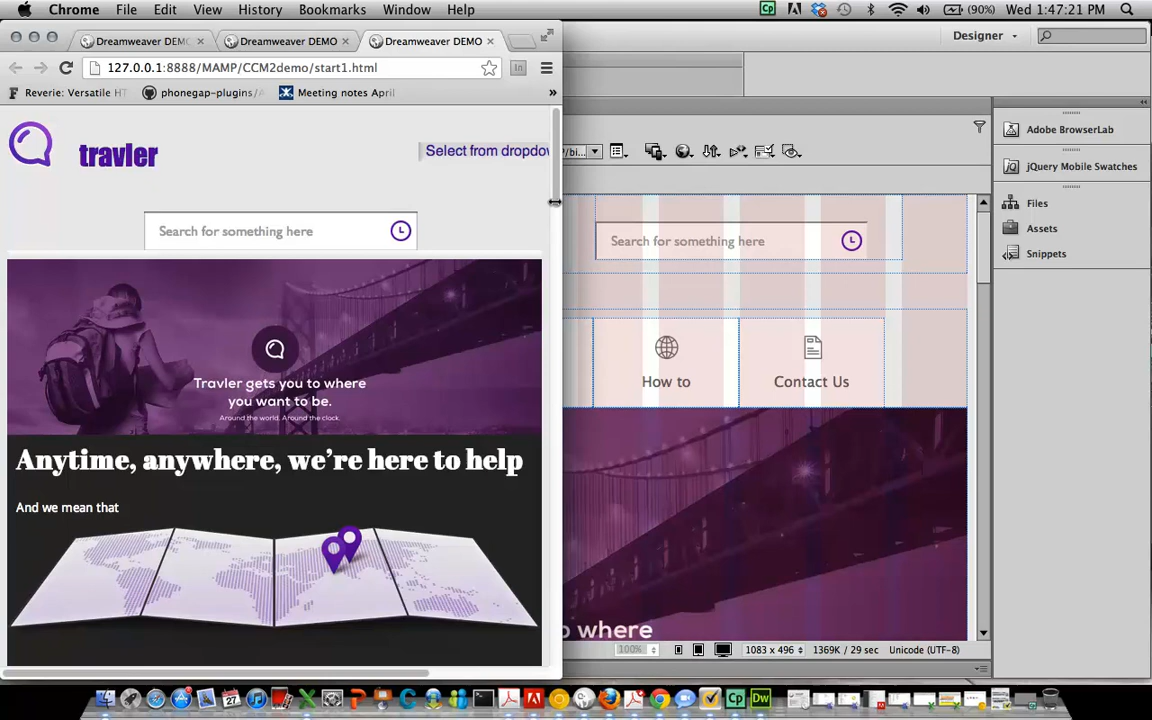 Chrome File Edit View History Bookmarks Window Help (90%) Wed 1:47:21 PM
Dreamweaver DEMO × Dreamweaver DEMO × Dreamweaver DEMO ×
Designer
127.0.0.1:8888/MAMP/CCM2demo/start1.html
Reverie: Versatile HT phonegap-plugins/A Meeting notes April »
travler
Select from dropdow
Search for something here
Travler gets you to where
you want to be.
Around the world. Around the clock.
Anytime, anywhere, we're here to help
And we mean that
Search for something here
How to
Contact Us
where
100%
1083 x 496
1369K / 29 sec
Unicode (UTF-8)
Adobe BrowserLab
jQuery Mobile Swatches
Files
Assets
Snippets